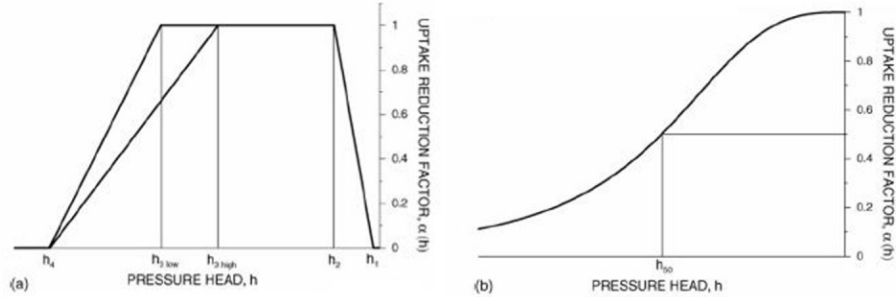 1
0.8
0.6
0.4
0.2
0
UPTAKE REDUCTION FACTOR, α(h)
h4
h3 low
h3 high
h2
h1
(a)
PRESSURE HEAD, h
1
0.8
0.6
0.4
0.2
0
UPTAKE REDUCTION FACTOR, α(h)
h50
(b)
PRESSURE HEAD, h